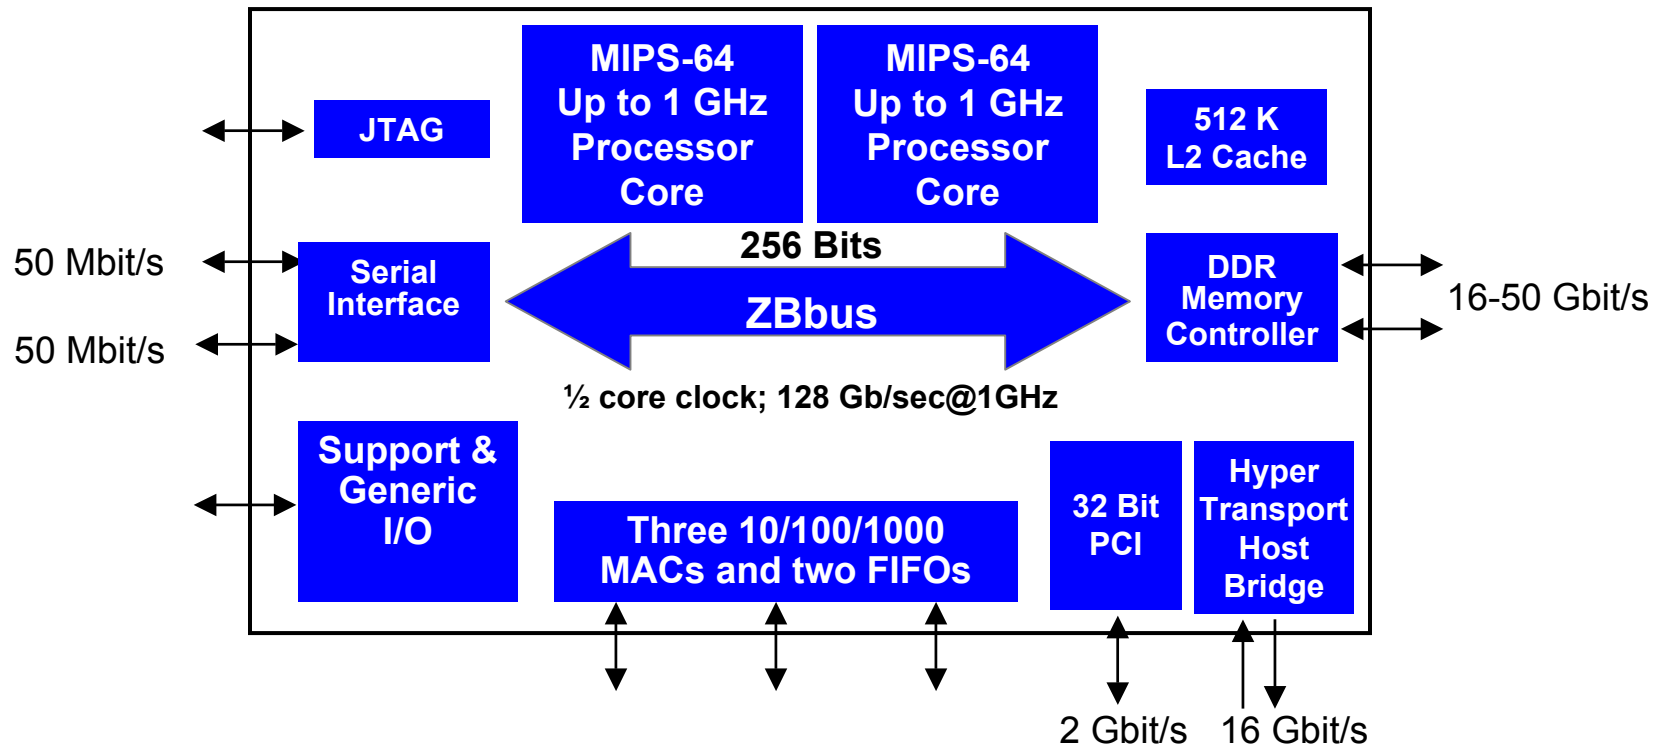 MIPS-64
Up to 1 GHz
Processor
Core
MIPS-64
Up to 1 GHz
Processor
Core
JTAG
512 K
L2 Cache
50 Mbit/s
50 Mbit/s
Serial
Interface
256 Bits
ZBbus
½ core clock; 128 Gb/sec@1GHz
DDR
Memory
Controller
16-50 Gbit/s
Support &
Generic
I/O
Three 10/100/1000
MACs and two FIFOs
32 Bit
PCI
Hyper
Transport
Host
Bridge
2 Gbit/s
16 Gbit/s